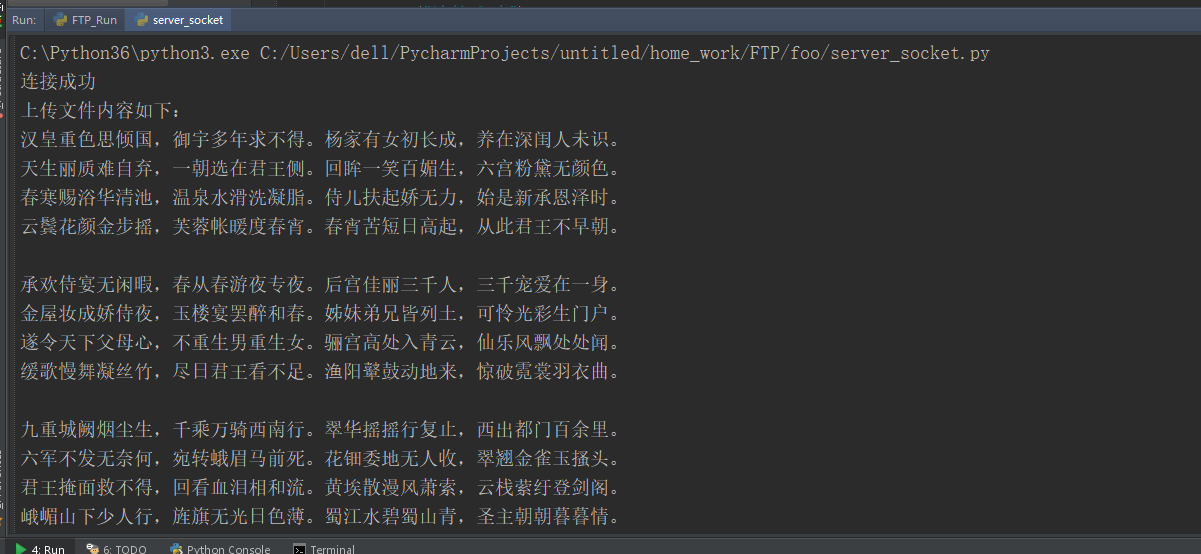 Run: FTP_Run server_socket
C:\Python36\python3.exe C:/Users/dell/PycharmProjects/untitled/home_work/FTP/foo/server_socket.py
连接成功
上传文件内容如下：
汉皇重色思倾国，御宇多年求不得。杨家有女初长成，养在深闺人未识。
天生丽质难自弃，一朝选在君王侧。回眸一笑百媚生，六宫粉黛无颜色。
春寒赐浴华清池，温泉水滑洗凝脂。侍儿扶起娇无力，始是新承恩泽时。
云鬓花颜金步摇，芙蓉帐暖度春宵。春宵苦短日高起，从此君王不早朝。
承欢侍宴无闲暇，春从春游夜专夜。后宫佳丽三千人，三千宠爱在一身。
金屋妆成娇侍夜，玉楼宴罢醉和春。姊妹弟兄皆列土，可怜光彩生门户。
遂令天下父母心，不重生男重生女。骊宫高处入青云，仙乐风飘处处闻。
缓歌慢舞凝丝竹，尽日君王看不足。渔阳鼙鼓动地来，惊破霓裳羽衣曲。
九重城阙烟尘生，千乘万骑西南行。翠华摇摇行复止，西出都门百余里。
六军不发无奈何，宛转蛾眉马前死。花钿委地无人收，翠翘金雀玉搔头。
君王掩面救不得，回看血泪相和流。黄埃散漫风萧索，云栈萦纡登剑阁。
峨嵋山下少人行，旌旗无光日色薄。蜀江水碧蜀山青，圣主朝朝暮暮情。
4: Run 6: TODO Python Console Terminal